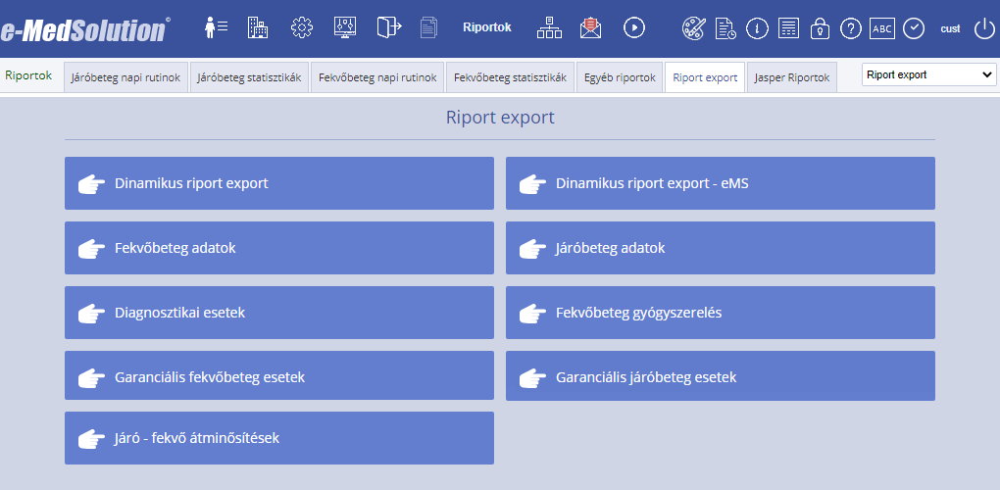 e-MedSolution©
Riportok
ABC
cust
Riportok
Járóbeteg napi rutinok
Járóbeteg statisztikák
Fekvőbeteg napi rutinok
Fekvőbeteg statisztikák
Egyéb riportok
Riport export
Jasper Riportok
Riport export
Riport export
Dinamikus riport export
Dinamikus riport export - eMS
Fekvőbeteg adatok
Járóbeteg adatok
Diagnosztikai esetek
Fekvőbeteg gyógyszerelés
Garanciális fekvőbeteg esetek
Garanciális járóbeteg esetek
Járó - fekvő átminősítések